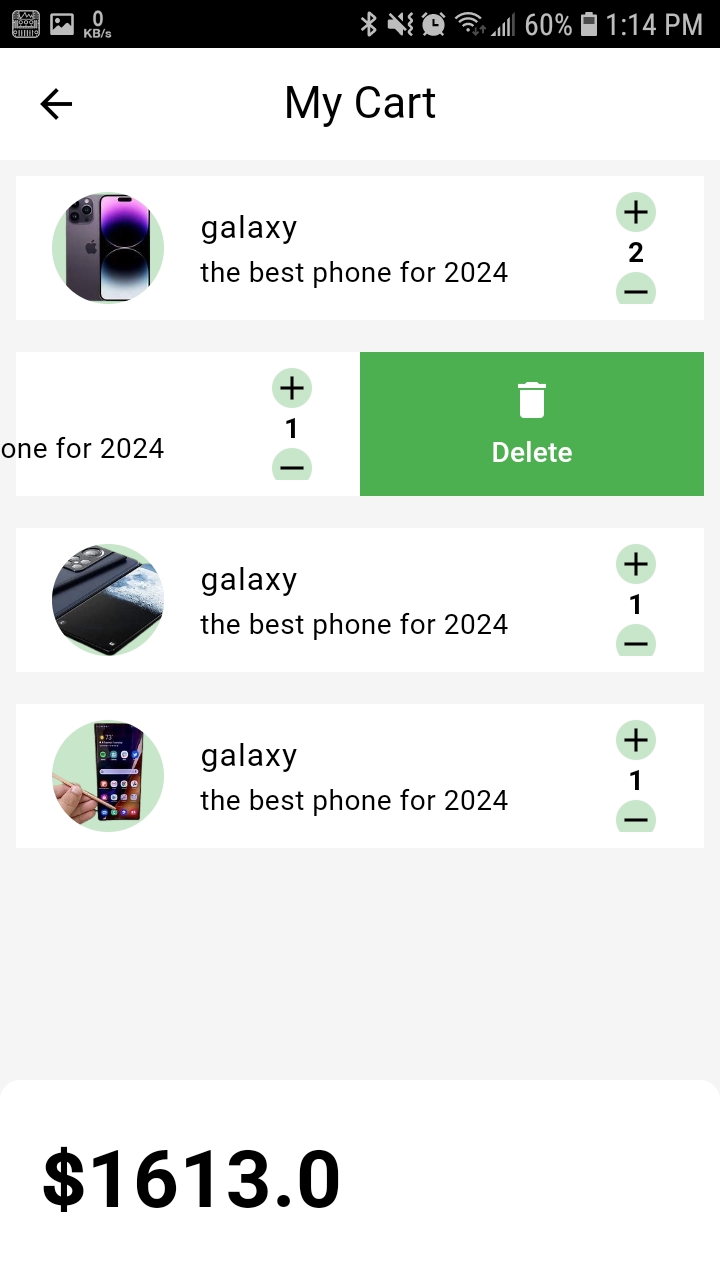 0
KB/s
60% 1:14 PM
My Cart
galaxy
the best phone for 2024
2
one for 2024
1
Delete
galaxy
the best phone for 2024
1
galaxy
the best phone for 2024
1
$1613.0